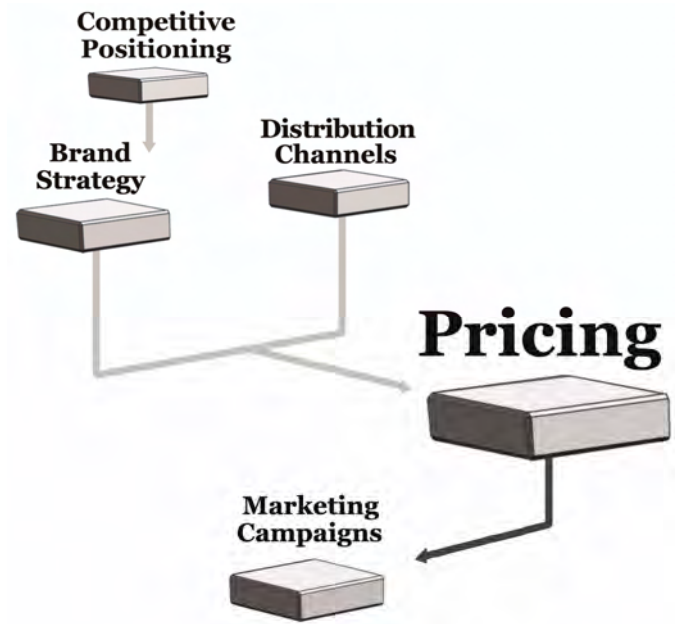 Competitive
Positioning
Distribution
Channels
Brand
Strategy
Pricing
Marketing
Campaigns